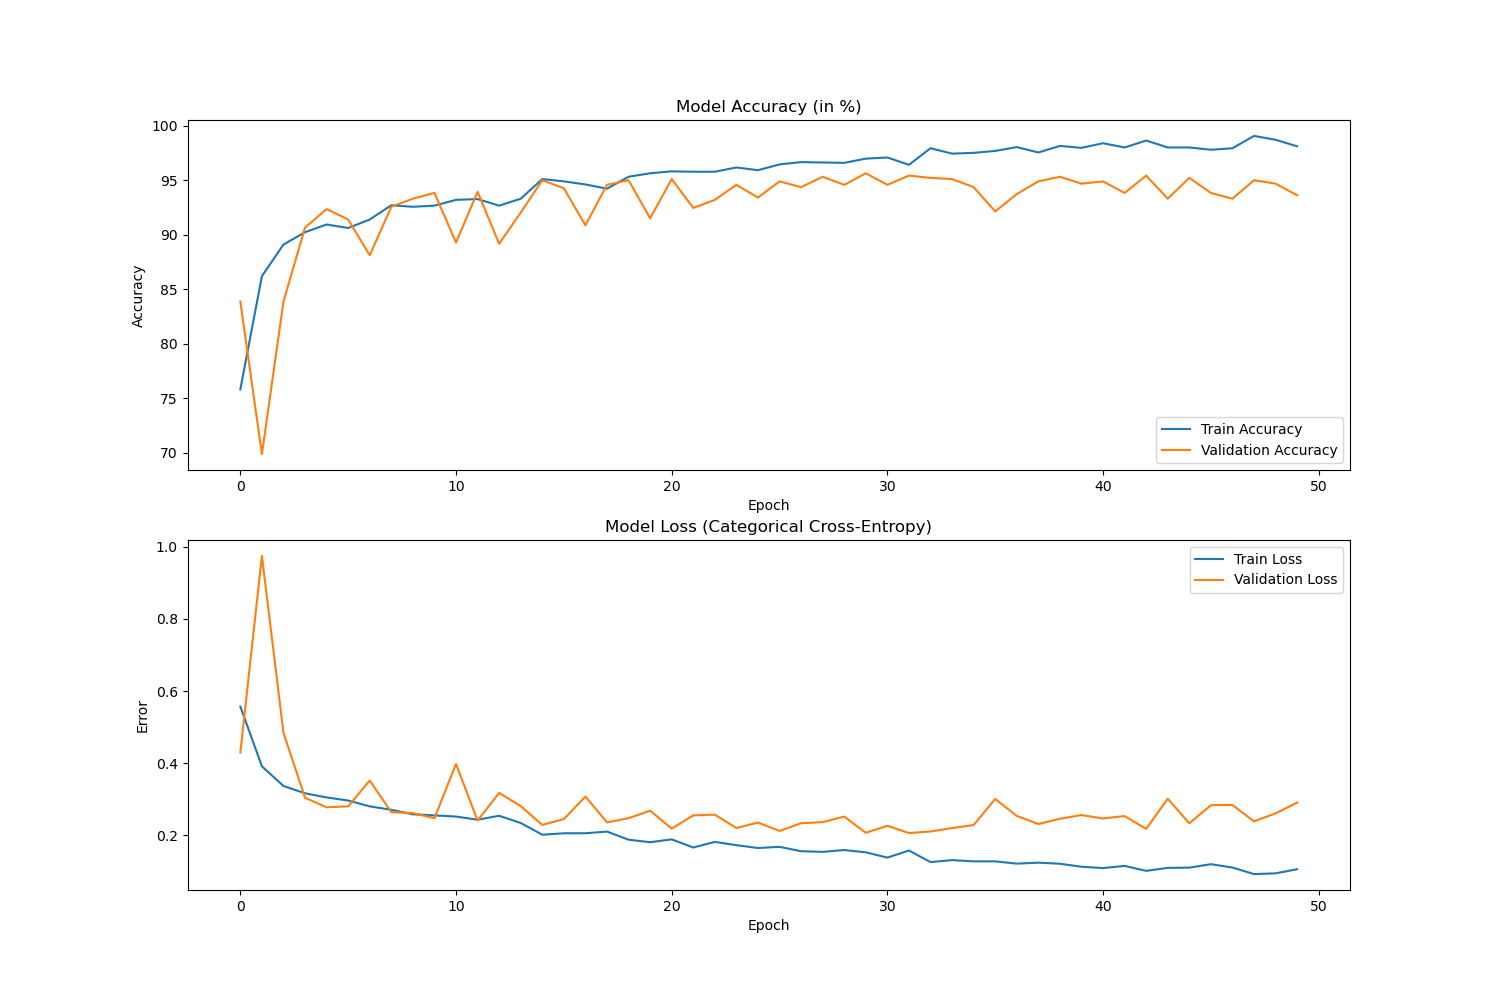 Model Accuracy (in %)
100
95
90
85
80
75
70
Accuracy
Train Accuracy
Validation Accuracy
0 10 20 30 40 50
Epoch
Model Loss (Categorical Cross-Entropy)
1.0
0.8
0.6
0.4
0.2
Error
Train Loss
Validation Loss
0 10 20 30 40 50
Epoch